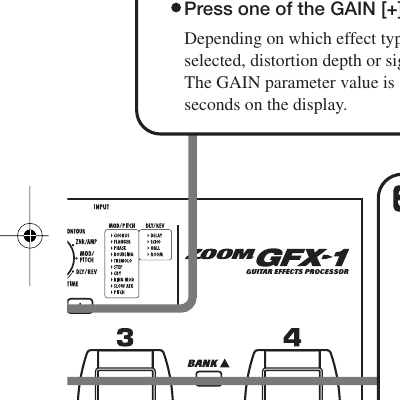 Press one of the GAIN [+]
Depending on which effect typ
selected, distortion depth or sig
The GAIN parameter value is
seconds on the display.
INPUT
MOD/PITCH
CHORUS
FLANGER
PHASE
DOUBLING
TREMOLO
STEP
CRY
RING MOD
SLOW ATK
PITCH
DLY/REV
DELAY
ECHO
HALL
ROOM
ONTOUR
ZNR/AMP
MOD/
PITCH
DLY/REV
TIME
ZOOM GFX-1
GUITAR EFFECTS PROCESSOR
3
4
BANK ▲